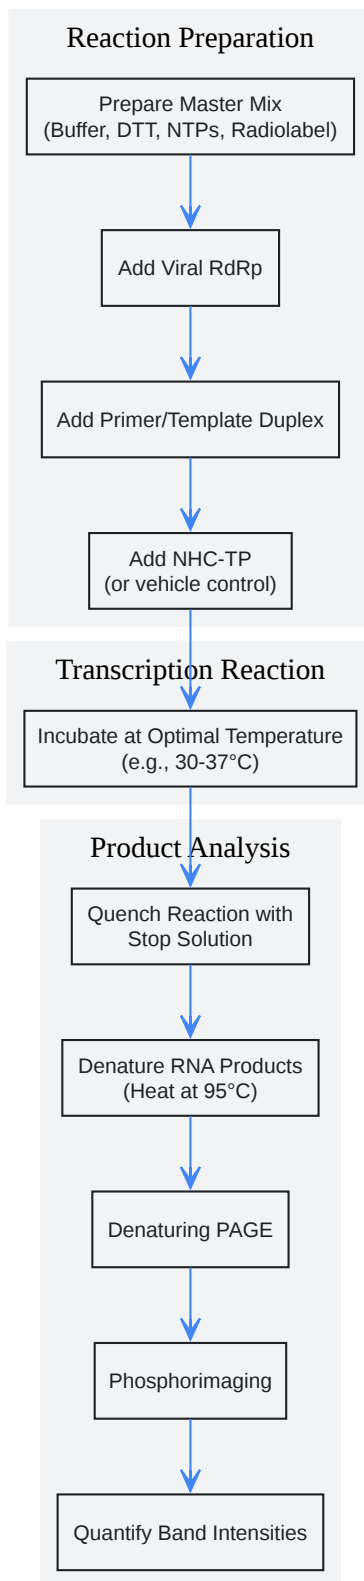 Reaction Preparation
Prepare Master Mix
(Buffer, DTT, NTPs, Radiolabel)
Add Viral RdRp
Add Primer/Template Duplex
Add NHC-TP
(or vehicle control)
Transcription Reaction
Incubate at Optimal Temperature
(e.g., 30-37°C)
Product Analysis
Quench Reaction with
Stop Solution
Denature RNA Products
(Heat at 95°C)
Denaturing PAGE
Phosphorimaging
Quantify Band Intensities